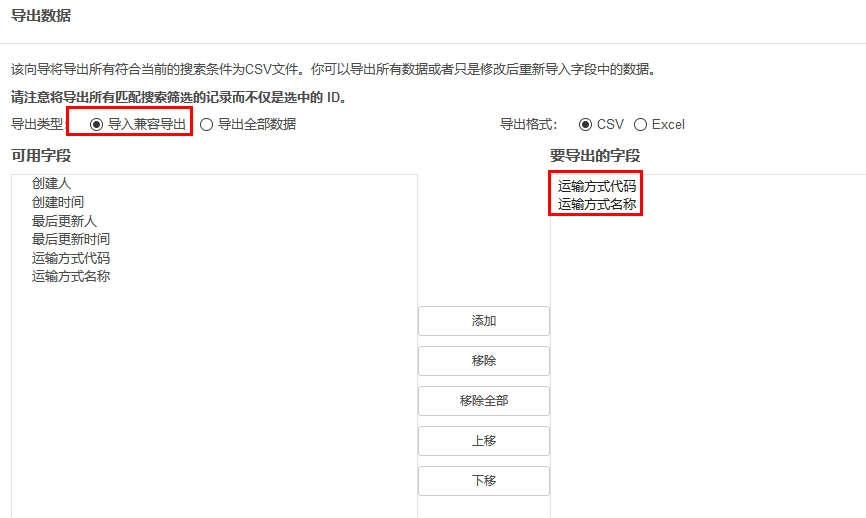 导出数据
该向导将导出所有符合当前的搜索条件为CSV文件。你可以导出所有数据或者只是修改后重新导入字段中的数据。
请注意将导出所有匹配搜索筛选的记录而不仅是选中的 ID。
导出类型: 导入兼容导出 导出全部数据 导出格式: CSV Excel
可用字段 要导出的字段
创建人
创建时间
最后更新人
最后更新时间
运输方式代码
运输方式名称
运输方式代码
运输方式名称
添加
移除
移除全部
上移
下移